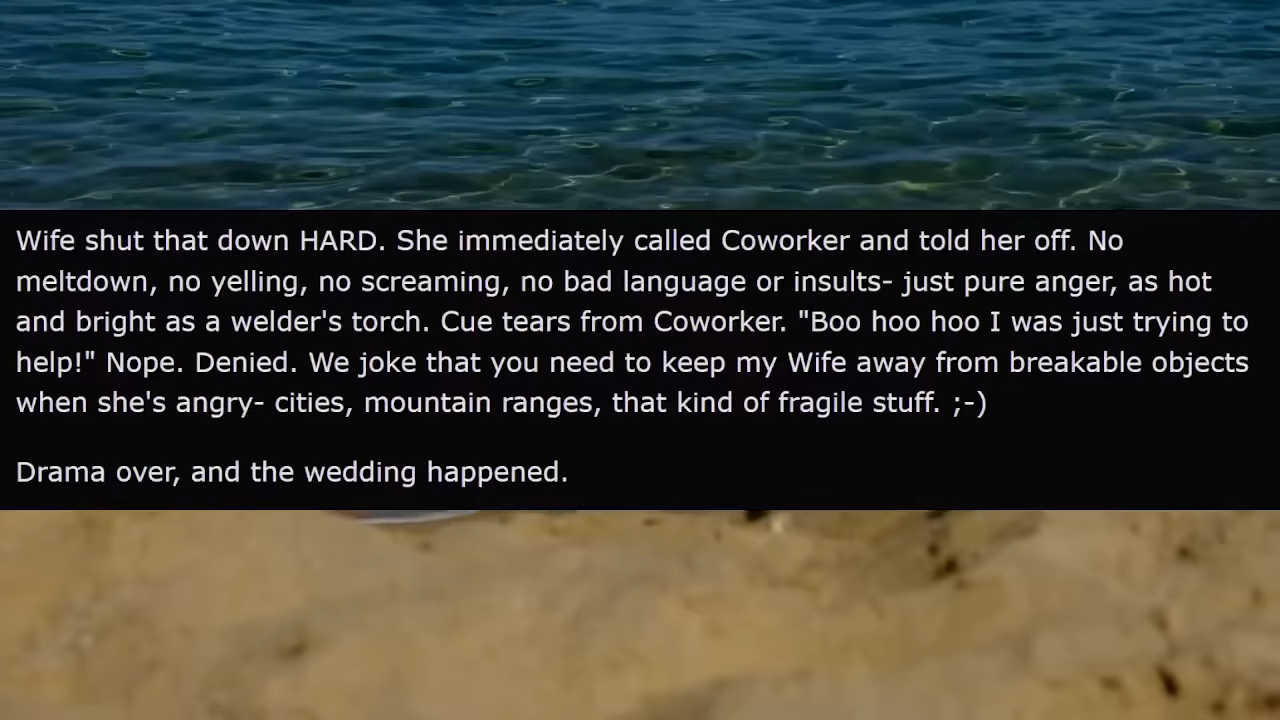 Wife shut that down HARD. She immediately called Coworker and told her off. No
meltdown, no yelling, no screaming, no bad language or insults- just pure anger, as hot
and bright as a welder's torch. Cue tears from Coworker. "Boo hoo hoo I was just trying to
help!" Nope. Denied. We joke that you need to keep my Wife away from breakable objects
when she's angry- cities, mountain ranges, that kind of fragile stuff. ;-)
Drama over, and the wedding happened.